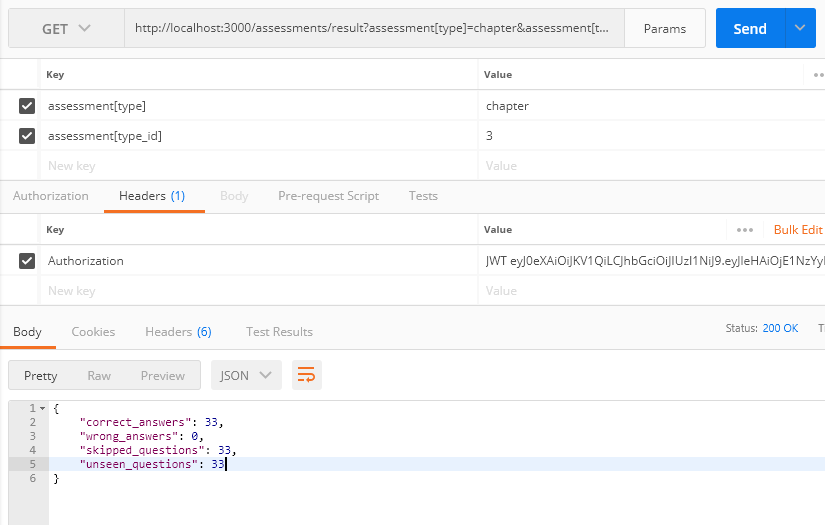 GET http://localhost:3000/assessments/result?assessment[type]=chapter&assessment[t... Params Send
Key Value
assessment[type] chapter
assessment[type_id] 3
New key Value
Authorization Headers (1) Body Pre-request Script Tests
Key Value Bulk Edit
Authorization JWT
New key Value
Body Cookies Headers (6) Test Results Status: 200 OK
Pretty Raw Preview JSON
1 {
2 "correct_answers": 33,
3 "wrong_answers": 0,
4 "skipped_questions": 33,
5 "unseen_questions": 33
6 }